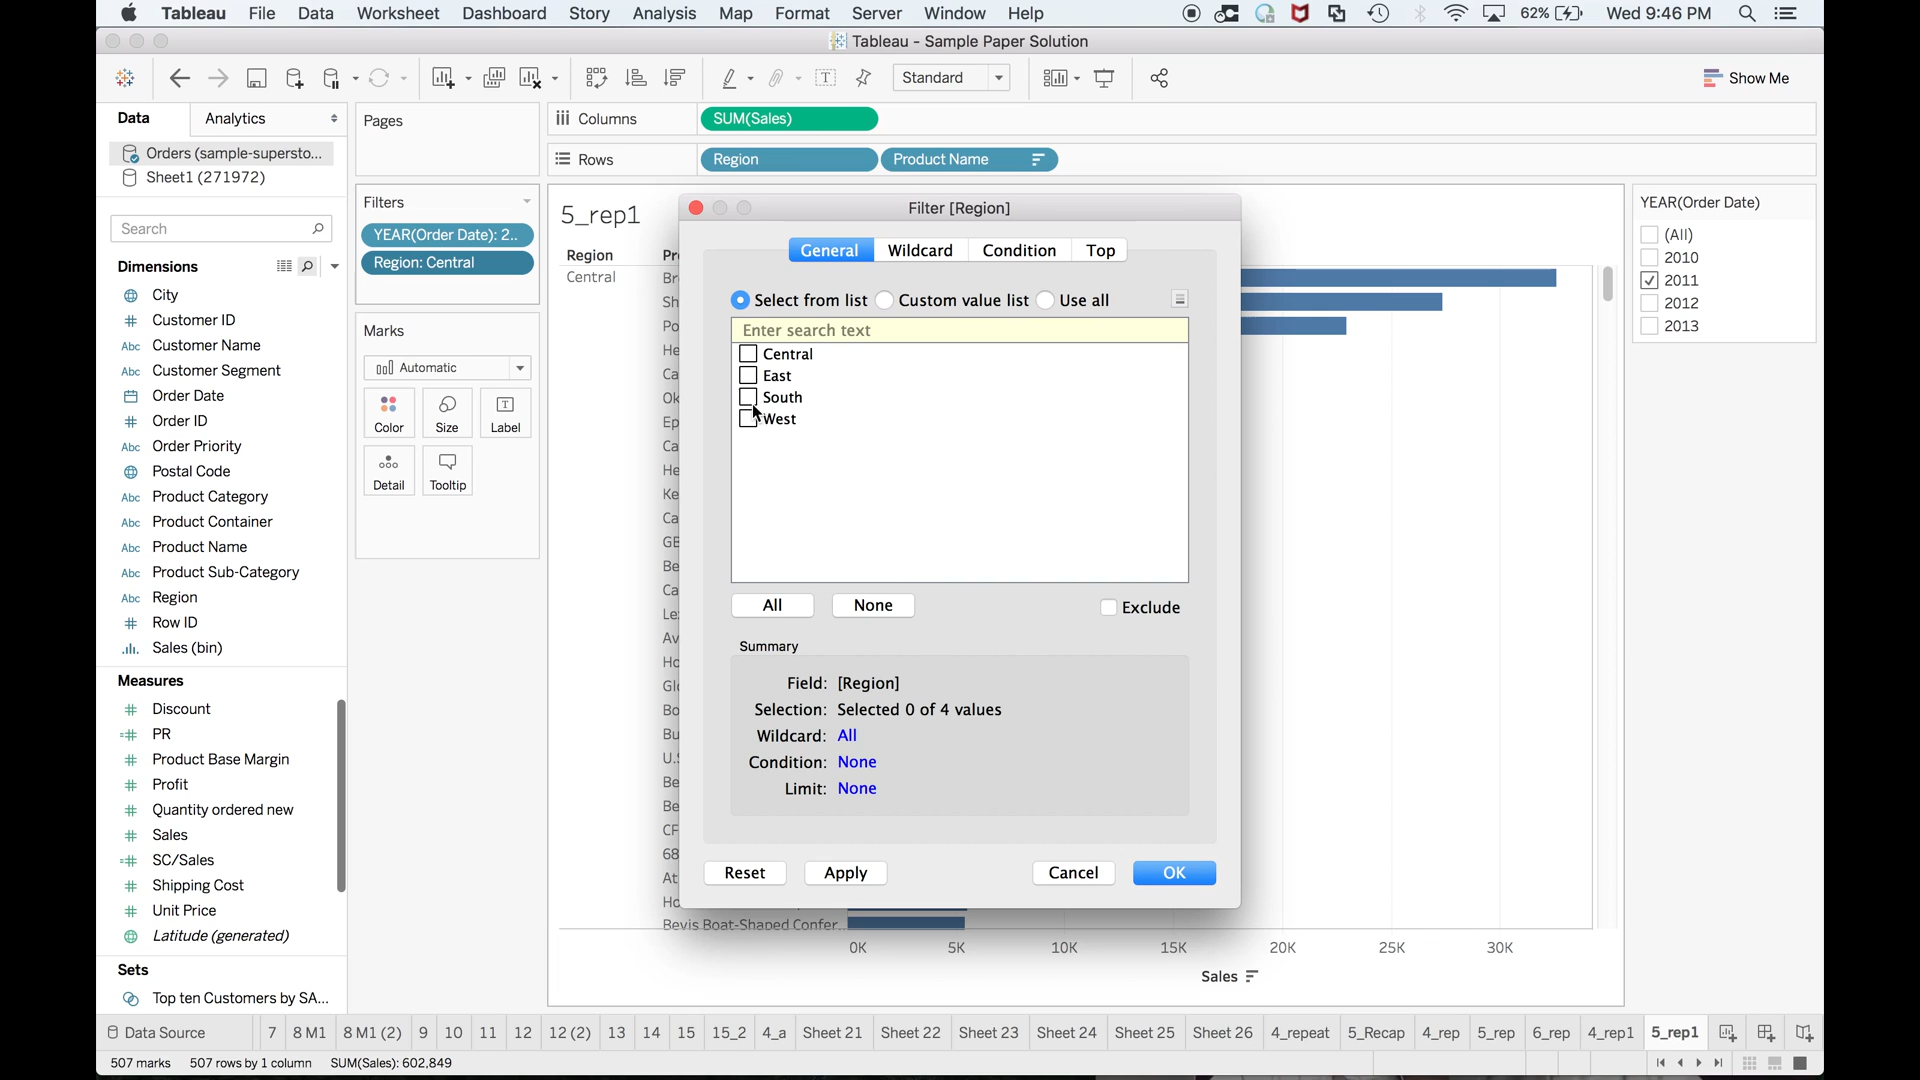 Tableau File Data Worksheet Dashboard Story Analysis Map Format Server Window Help 62% Wed 9:46 PM
Tableau - Sample Paper Solution
Standard Show Me
Data Analytics
Orders (sample-supersto...
Sheet1 (271972)
Search
Dimensions
City
Customer ID
Abc Customer Name
Abc Customer Segment
Order Date
Order ID
Abc Order Priority
Postal Code
Abc Product Category
Abc Product Container
Abc Product Name
Abc Product Sub-Category
Abc Region
Row ID
Sales (bin)
Measures
Discount
PR
Product Base Margin
Profit
Quantity ordered new
Sales
SC/Sales
Shipping Cost
Unit Price
Latitude (generated)
Sets
Top ten Customers by SA...
Pages
Filters
YEAR(Order Date): 2..
Region: Central
Marks
Automatic
Color Size Label
Detail Tooltip
Columns SUM(Sales)
Rows Region Product Name
5_rep1
Region
Central
Bevis Boat-Shaped Confer..
0K 5K 10K 15K 20K 25K 30K
Sales
Filter [Region]
General Wildcard Condition Top
Select from list Custom value list Use all
Enter search text
Central
East
South
West
All None Exclude
Summary
Field: [Region]
Selection: Selected 0 of 4 values
Wildcard: All
Condition: None
Limit: None
Reset Apply Cancel OK
YEAR(Order Date)
(All)
2010
2011
2012
2013
Data Source 7 8 M1 8 M1 (2) 9 10 11 12 12 (2) 13 14 15 15_2 4_a Sheet 21 Sheet 22 Sheet 23 Sheet 24 Sheet 25 Sheet 26 4_repeat 5_Recap 4_rep 5_rep 6_rep 4_rep1 5_rep1
507 marks 507 rows by 1 column SUM(Sales): 602,849